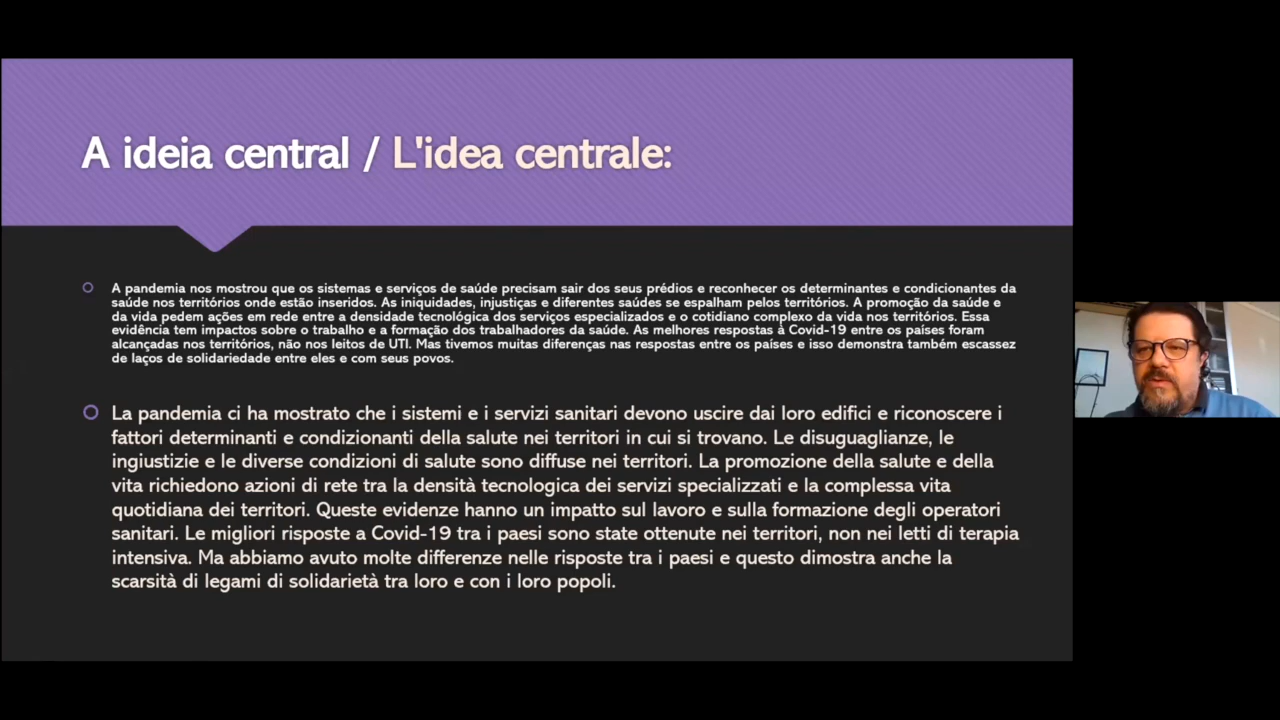 A ideia central / L'idea centrale:
A pandemia nos mostrou que os sistemas e serviços de saúde precisam sair dos seus prédios e reconhecer os determinantes e condicionantes da
saúde nos territórios onde estão inseridos. As iniquidades, injustiças e diferentes saúdes se espalham pelos territórios. A promoção da saúde e
da vida pedem ações em rede entre a densidade tecnológica dos serviços especializados e o cotidiano complexo da vida nos territórios. Essa
evidência tem impactos sobre o trabalho e a formação dos trabalhadores da saúde. As melhores respostas à Covid-19 entre os países foram
alcançadas nos territórios, não nos leitos de UTI. Mas tivemos muitas diferenças nas respostas entre os países e isso demonstra também escassez
de laços de solidariedade entre eles e com seus povos.
La pandemia ci ha mostrato che i sistemi e i servizi sanitari devono uscire dai loro edifici e riconoscere i
fattori determinanti e condizionanti della salute nei territori in cui si trovano. Le disuguaglianze, le
ingiustizie e le diverse condizioni di salute sono diffuse nei territori. La promozione della salute e della
vita richiedono azioni di rete tra la densità tecnologica dei servizi specializzati e la complessa vita
quotidiana dei territori. Queste evidenze hanno un impatto sul lavoro e sulla formazione degli operatori
sanitari. Le migliori risposte a Covid-19 tra i paesi sono state ottenute nei territori, non nei letti di terapia
intensiva. Ma abbiamo avuto molte differenze nelle risposte tra i paesi e questo dimostra anche la
scarsità di legami di solidarietà tra loro e con i loro popoli.